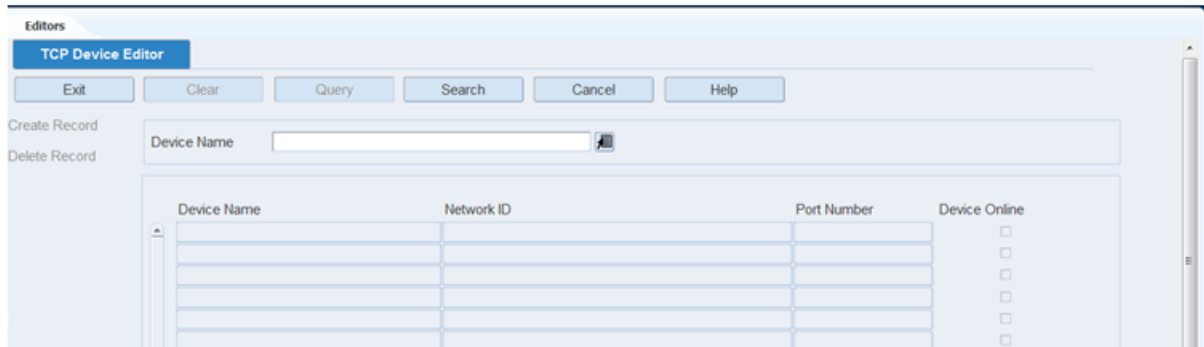 Editors
TCP Device Editor
Exit Clear Query Search Cancel Help
Create Record
Device Name
Delete Record
Device Name Network ID Port Number Device Online